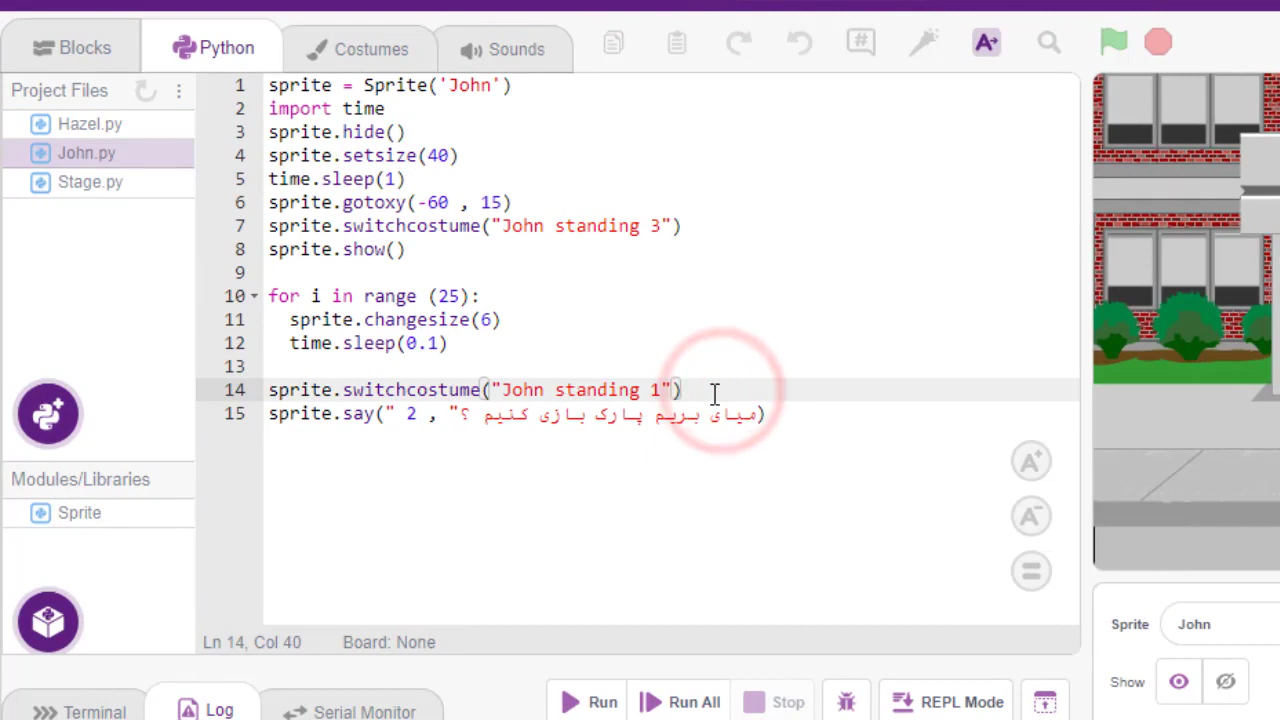 Blocks
Python
Costumes
Sounds
Project Files
Hazel.py
John.py
Stage.py
Modules/Libraries
Sprite
1 sprite = Sprite('John')
2 import time
3 sprite.hide()
4 sprite.setsize(40)
5 time.sleep(1)
6 sprite.gotoxy(-60 , 15)
7 sprite.switchcostume("John standing 3")
8 sprite.show()
9
10 for i in range (25):
11 sprite.changesize(6)
12 time.sleep(0.1)
13
14 sprite.switchcostume("John standing 1")
15 sprite.say("میای بریم پارک بازی کنیم ؟" , 2)
Ln 14, Col 40 Board: None
Terminal
Log
Serial Monitor
Run
Run All
Stop
REPL Mode
Sprite John
Show